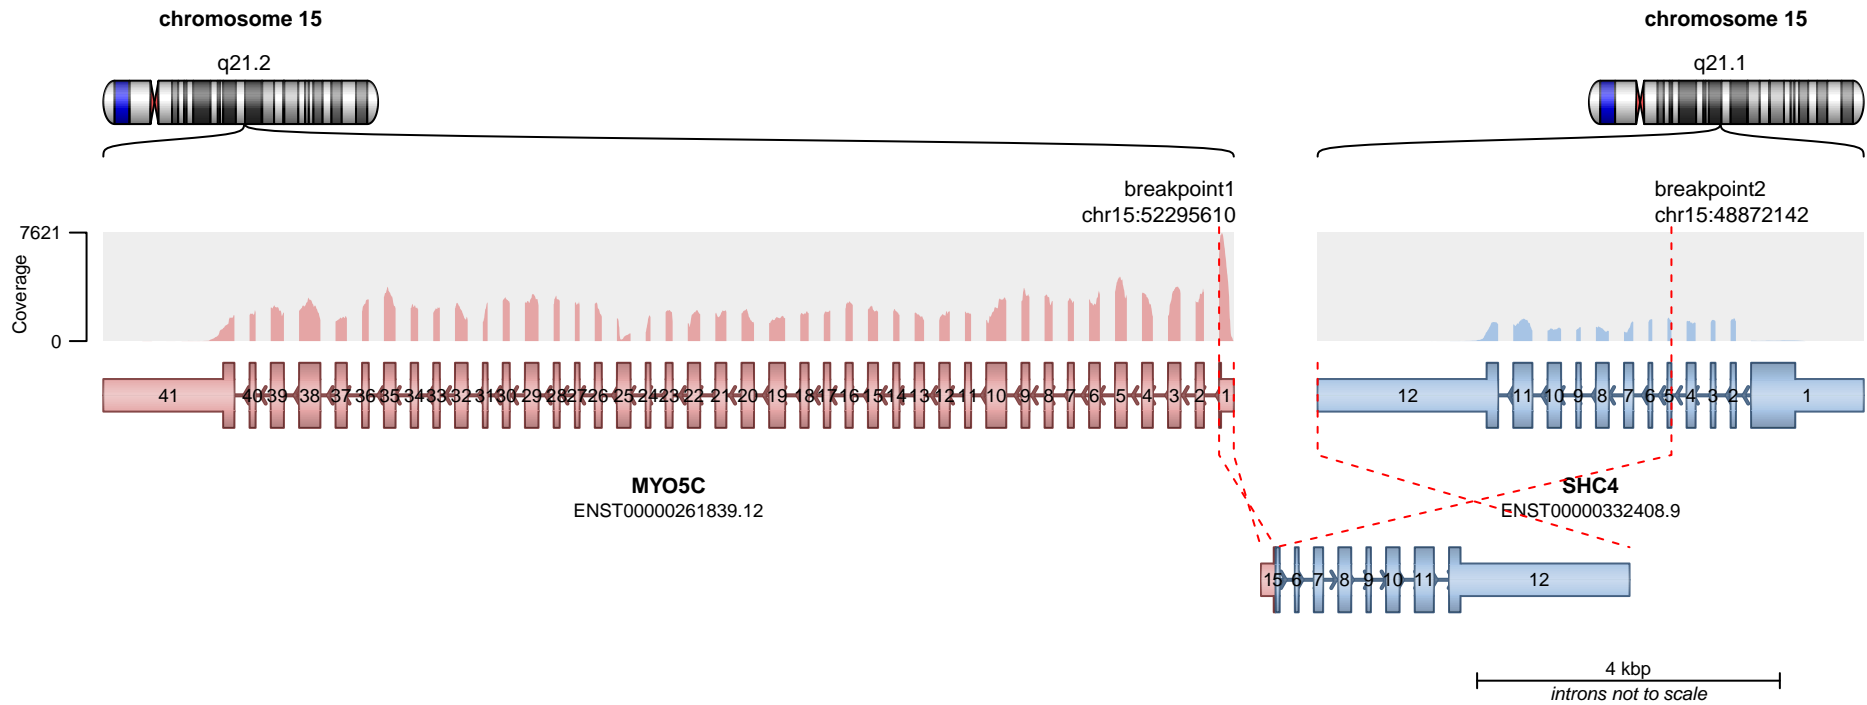 chromosome 15
chromosome 15
q21.2
q21.1
breakpoint1
chr15:52295610
breakpoint2
chr15:48872142
7621
Coverage
0
41 40 39 38 37 36 35 34 33 32 31 30 29 28 27 26 25 24 23 22 21 20 19 18 17 16 15 14 13 12 11 10 9 8 7 6 5 4 3 2 1
12 11 10 9 8 7 6 5 4 3 2 1
MYO5C
ENST00000261839.12
SHC4
ENST00000332408.9
1 5 6 7 8 9 10 11 12
4 kbp
introns not to scale